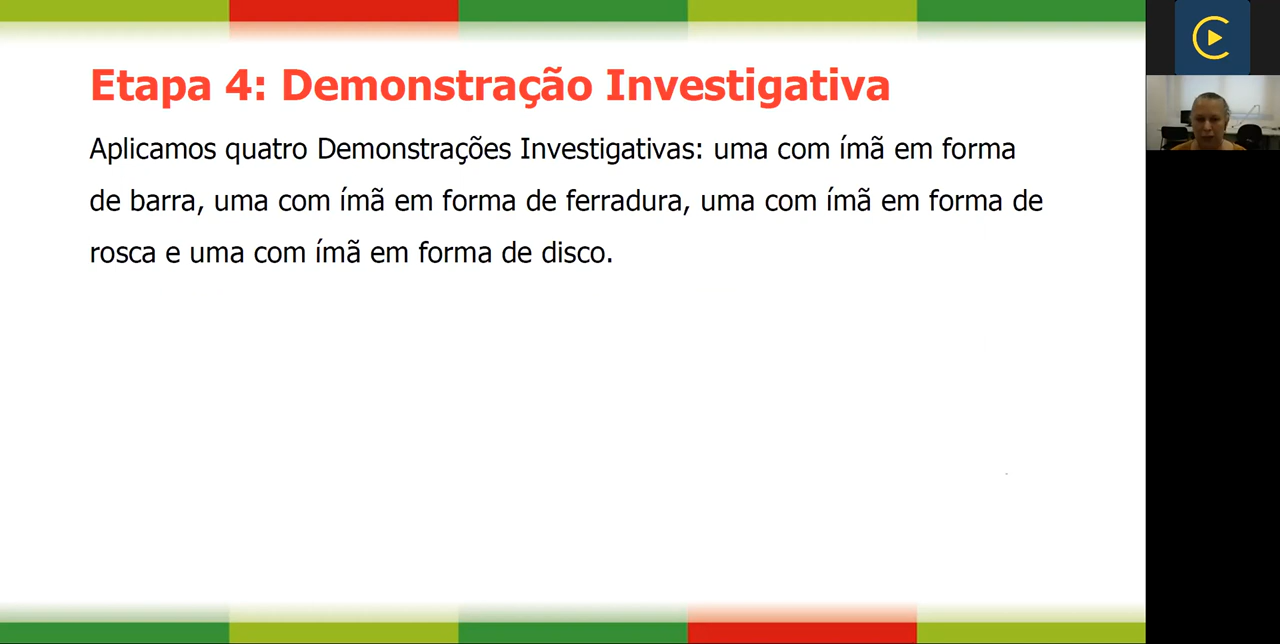 Etapa 4: Demonstração Investigativa
Aplicamos quatro Demonstrações Investigativas: uma com ímã em forma
de barra, uma com ímã em forma de ferradura, uma com ímã em forma de
rosca e uma com ímã em forma de disco.